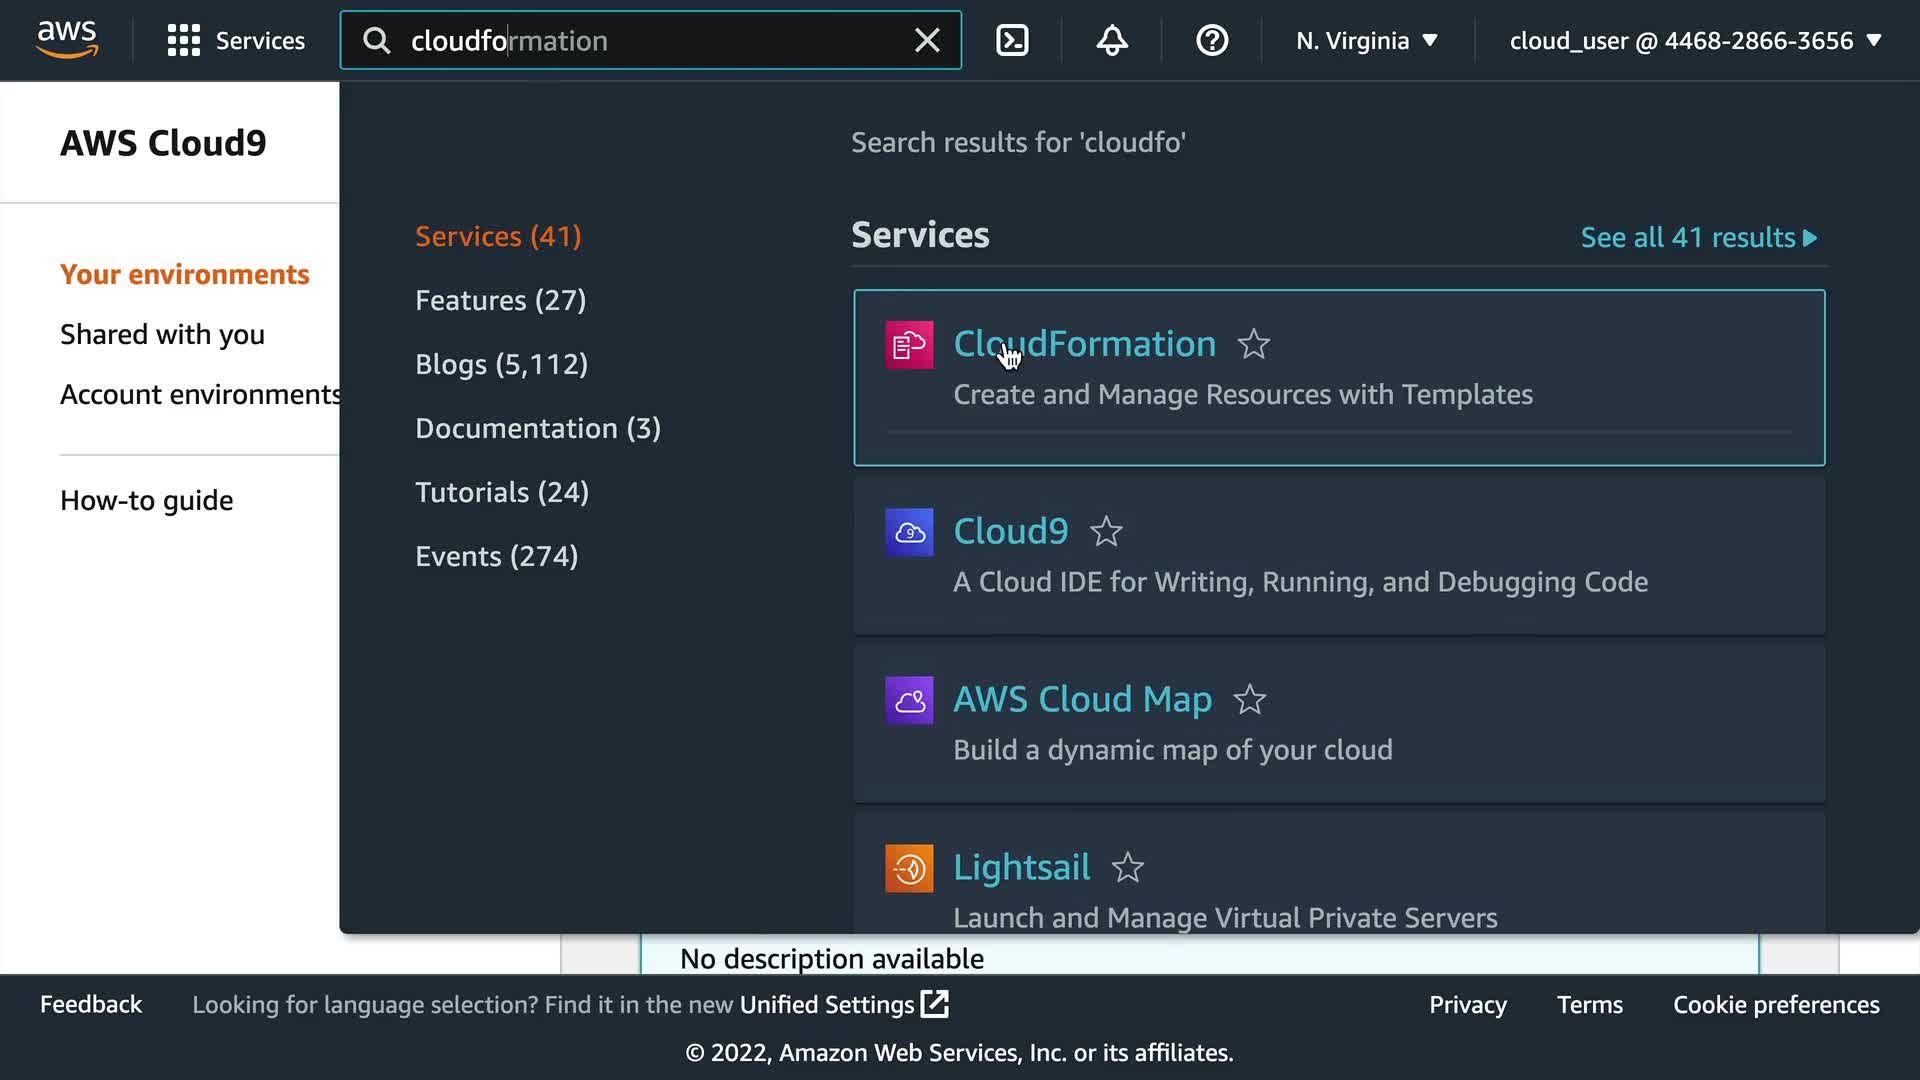 aws
Services
cloudformation
N. Virginia
cloud_user @ 4468-2866-3656
AWS Cloud9
Your environments
Shared with you
Account environments
How-to guide
Search results for 'cloudfo'
Services (41)
Features (27)
Blogs (5,112)
Documentation (3)
Tutorials (24)
Events (274)
Services
See all 41 results
CloudFormation
Create and Manage Resources with Templates
9
Cloud9
A Cloud IDE for Writing, Running, and Debugging Code
AWS Cloud Map
Build a dynamic map of your cloud
Lightsail
Launch and Manage Virtual Private Servers
No description available
Feedback
Looking for language selection? Find it in the new Unified Settings
Privacy
Terms
Cookie preferences
© 2022, Amazon Web Services, Inc. or its affiliates.